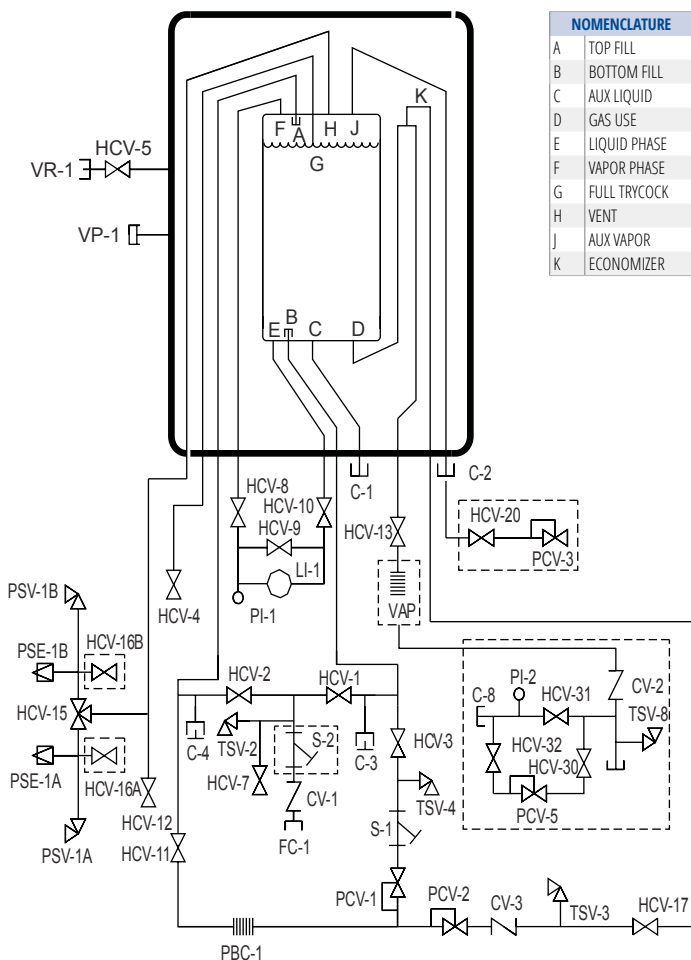 NOMENCLATURE
A TOP FILL
B BOTTOM FILL
C AUX LIQUID
D GAS USE
E LIQUID PHASE
F VAPOR PHASE
G FULL TRYCOCK
H VENT
J AUX VAPOR
K ECONOMIZER
K
F A H J
G
HCV-5
VR-1
VP-1
B
E C D
C-1
C-2
HCV-8
HCV-10
HCV-9
HCV-13
HCV-20
PCV-3
LI-1
PI-1
VAP
HCV-4
PSV-1B
PSE-1B
HCV-16B
HCV-15
PSE-1A
HCV-16A
PSV-1A
HCV-12
HCV-11
HCV-2
HCV-1
C-4
TSV-2
S-2
C-3
HCV-7
CV-1
FC-1
HCV-3
TSV-4
S-1
PI-2
C-8
HCV-31
CV-2
TSV-8
HCV-32
HCV-30
PCV-5
PCV-1
PCV-2
CV-3
TSV-3
HCV-17
PBC-1